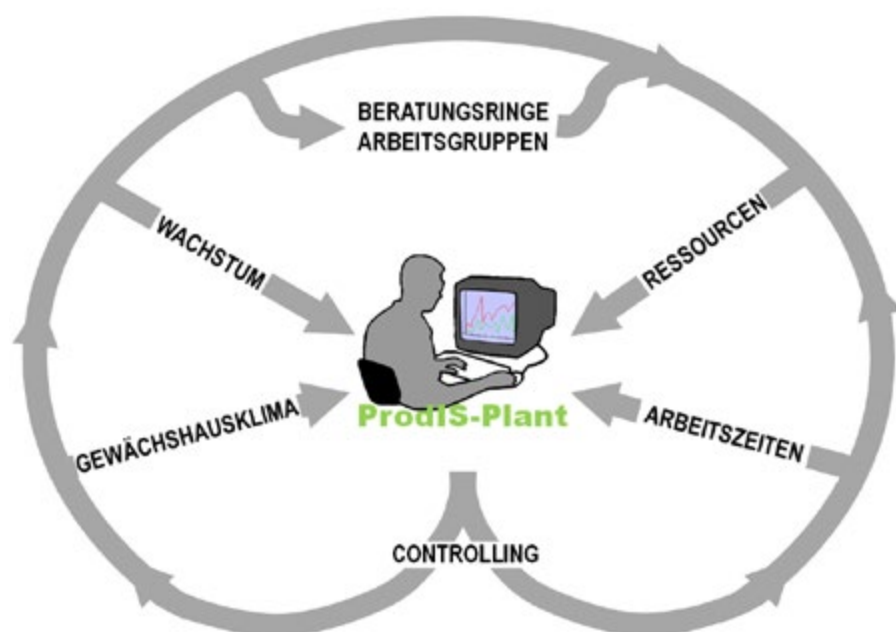 BERATUNGSRINGE
ARBEITSGRUPPEN
WACHSTUM
RESSOURCEN
ProdIS-Plant
GEWÄCHSHAUSKLIMA
ARBEITSZEITEN
CONTROLLING